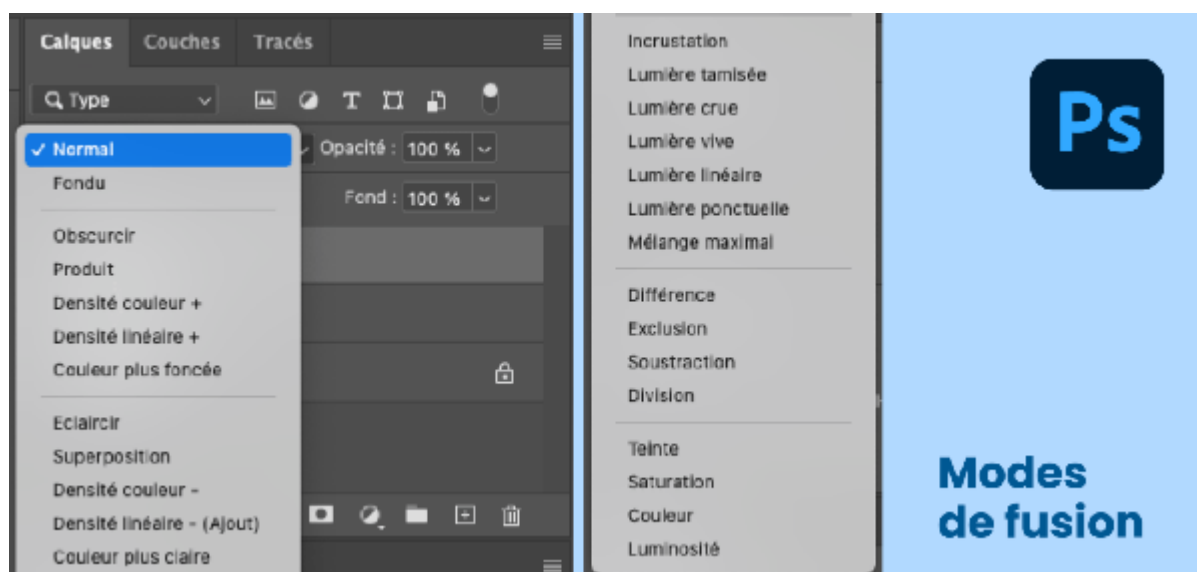 Calques Couches Tracés
Type
Normal
Opacité : 100 %
Fondu
Fond : 100 %
Obscurcir
Produit
Densité couleur +
Densité linéaire +
Couleur plus foncée
Eclaircir
Superposition
Densité couleur -
Densité linéaire - (Ajout)
Couleur plus claire
Incrustation
Lumière tamisée
Lumière crue
Lumière vive
Lumière linéaire
Lumière ponctuelle
Mélange maximal
Différence
Exclusion
Soustraction
Division
Teinte
Saturation
Couleur
Luminosité
Ps
Modes
de fusion